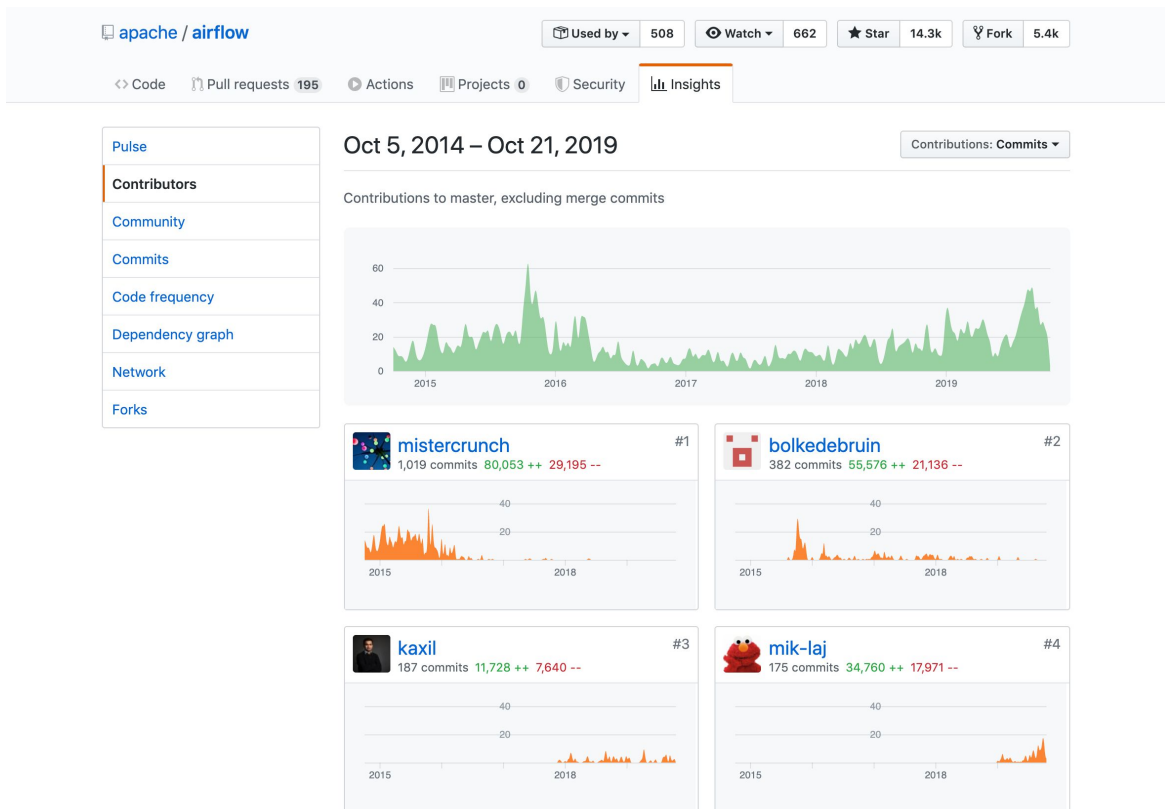 apache / airflow
Used by 508 Watch 662 Star 14.3k Fork 5.4k
Code Pull requests 195 Actions Projects 0 Security Insights
Pulse
Contributors
Community
Commits
Code frequency
Dependency graph
Network
Forks
Oct 5, 2014 – Oct 21, 2019
Contributions: Commits
Contributions to master, excluding merge commits
60
40
20
0
2015 2016 2017 2018 2019
mistercrunch #1
1,019 commits 80,053 ++ 29,195 --
40
20
2015 2018
bolkedebruin #2
382 commits 55,576 ++ 21,136 --
40
20
2015 2018
kaxil #3
187 commits 11,728 ++ 7,640 --
40
20
2015 2018
mik-laj #4
175 commits 34,760 ++ 17,971 --
40
20
2015 2018